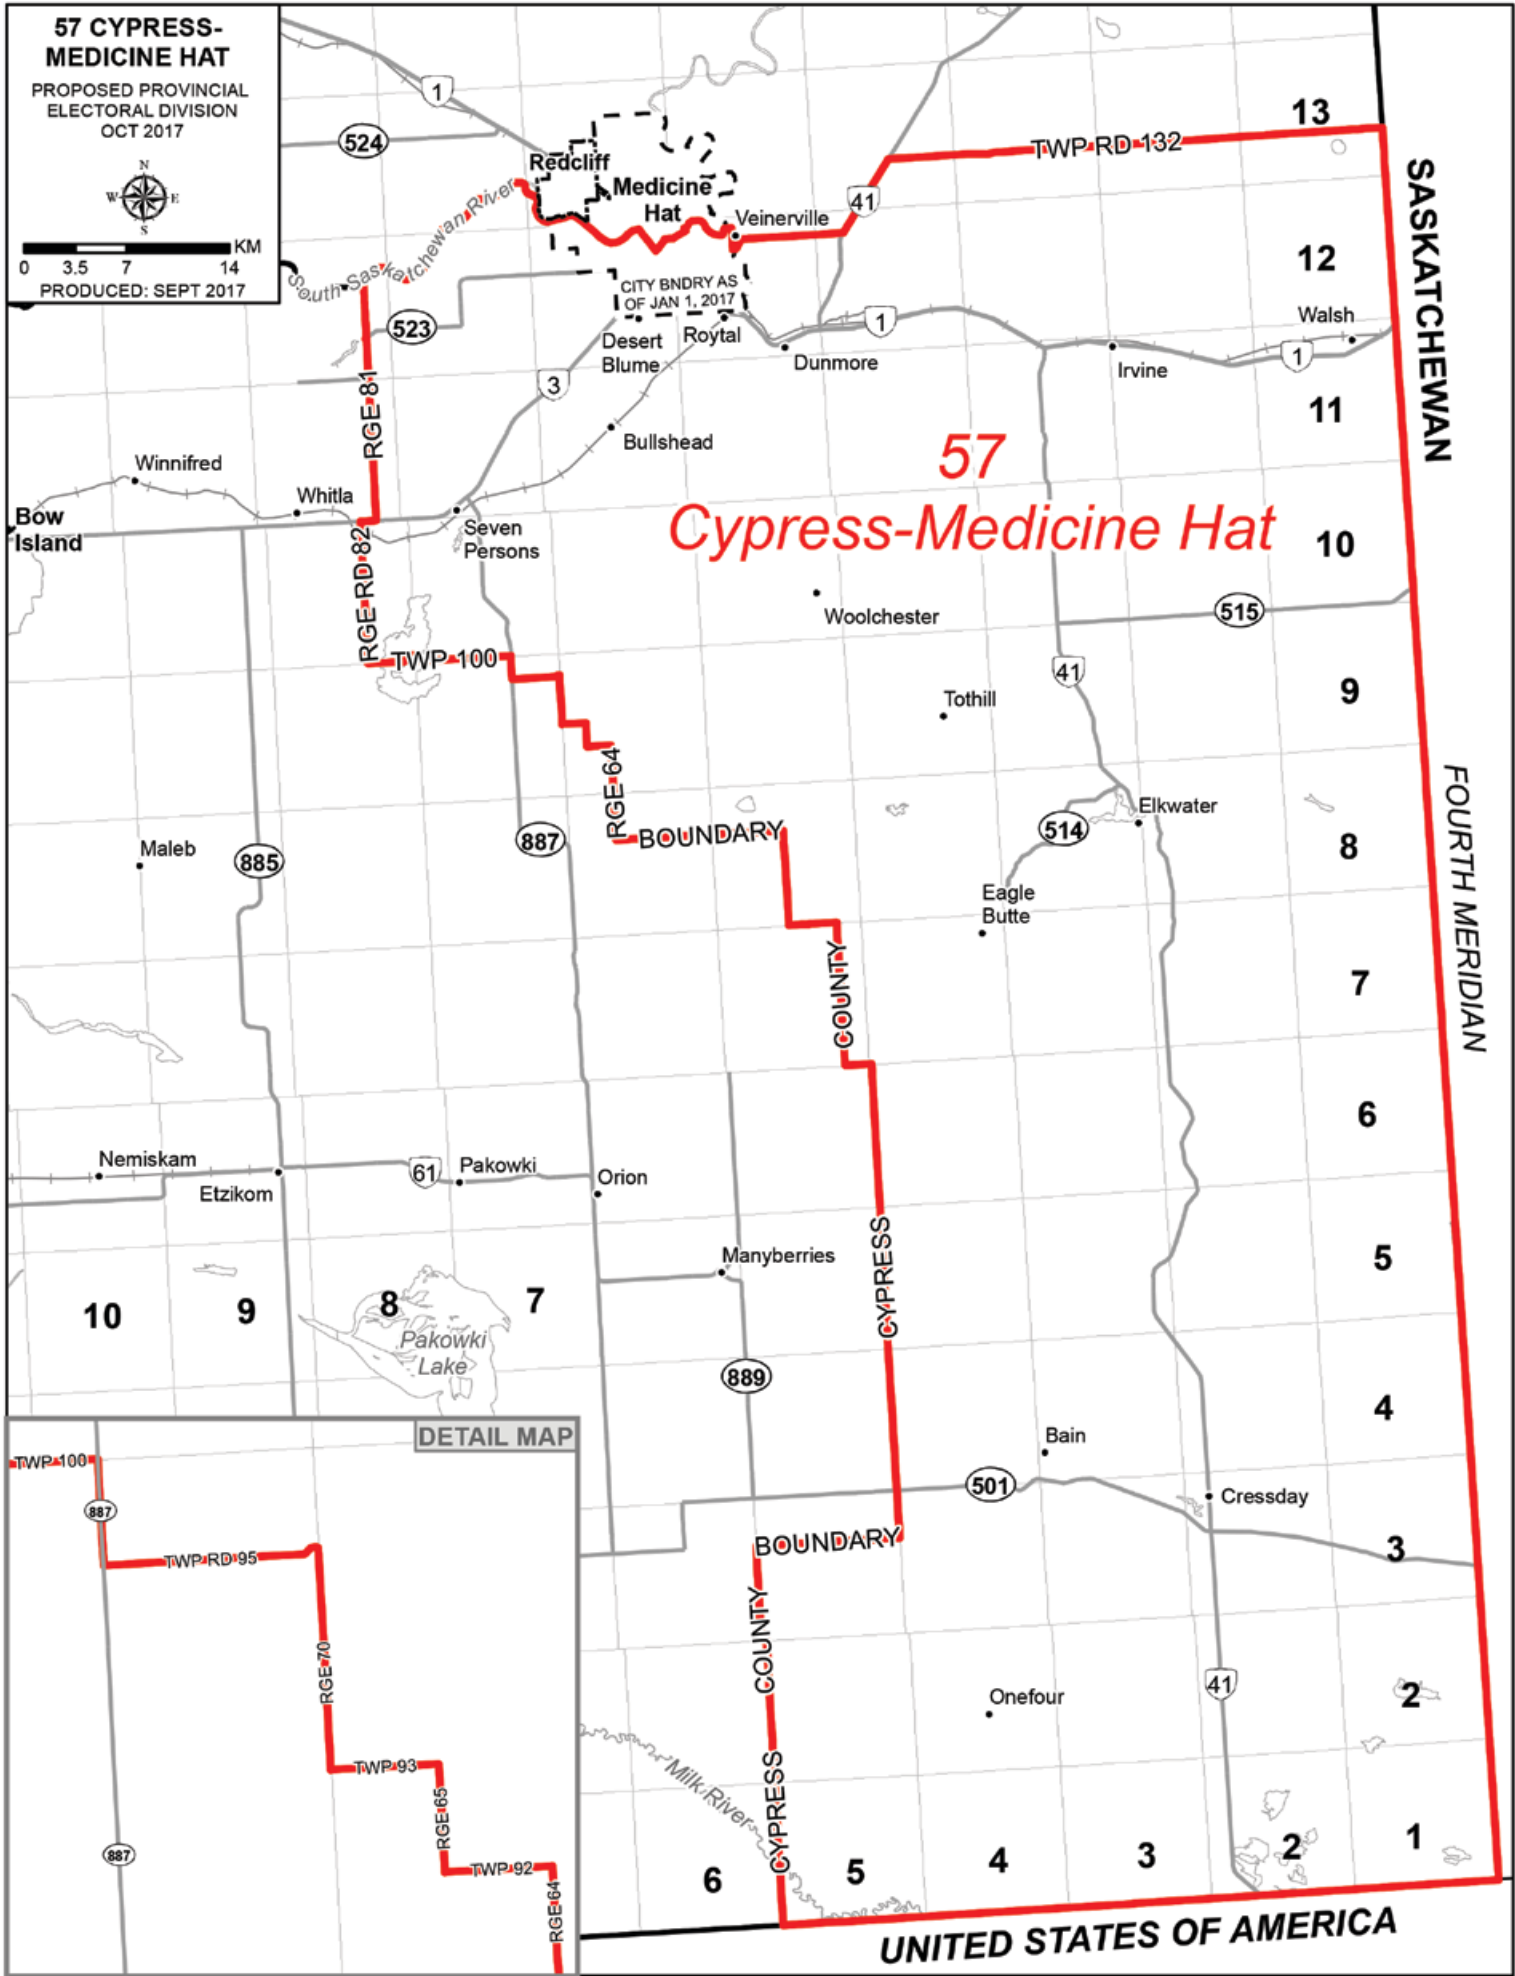 57 CYPRESS-
MEDICINE HAT
PROPOSED PROVINCIAL
ELECTORAL DIVISION
OCT 2017
N
W E
S
KM
0 3.5 7 14
PRODUCED: SEPT 2017
1
524
Redcliff
Medicine
Hat
Veinerville
41
TWP RD 132
13
SASKATCHEWAN
South Saskatchewan River
CITY BNDRY AS
OF JAN 1, 2017
12
523
Desert
Blume
Roytal
Dunmore
1
Irvine
Walsh
1
3
RGE 81
Bullshead
11
57
Cypress-Medicine Hat
Winnifred
Whitla
Bow
Island
Seven
Persons
10
RGE RD 82
Woolchester
515
TWP 100
41
9
Tothill
RGE 64
FOURTH MERIDIAN
887
BOUNDARY
514
Elkwater
8
Maleb
885
Eagle
Butte
COUNTY
7
6
Nemiskam
Etzikom
61
Pakowki
Orion
CYPRESS
5
Manyberries
10
9
8
7
Pakowki
Lake
889
4
Bain
501
Cressday
BOUNDARY
3
COUNTY
Onefour
41
2
Milk River
CYPRESS
6
5
4
3
2
1
UNITED STATES OF AMERICA
DETAIL MAP
TWP 100
887
TWP RD 95
RGE 70
TWP 93
RGE 65
887
TWP 92
RGE 64